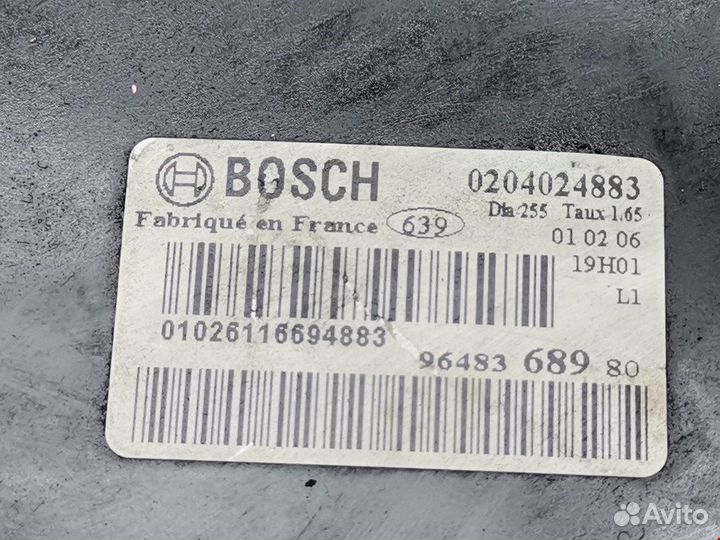 BOSCH 0204024883
Dia 255 Taux 1.65
Fabriqué en France 639
01 02 06
19H01
L1
01026116694883
96483 689 80
Avito